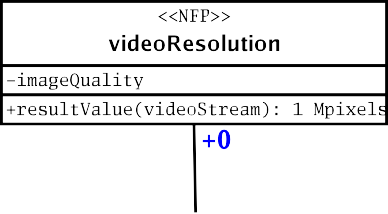 <<NFP>>
videoResolution
-imageQuality
+resultValue(videoStream): 1 Mpixels
+0